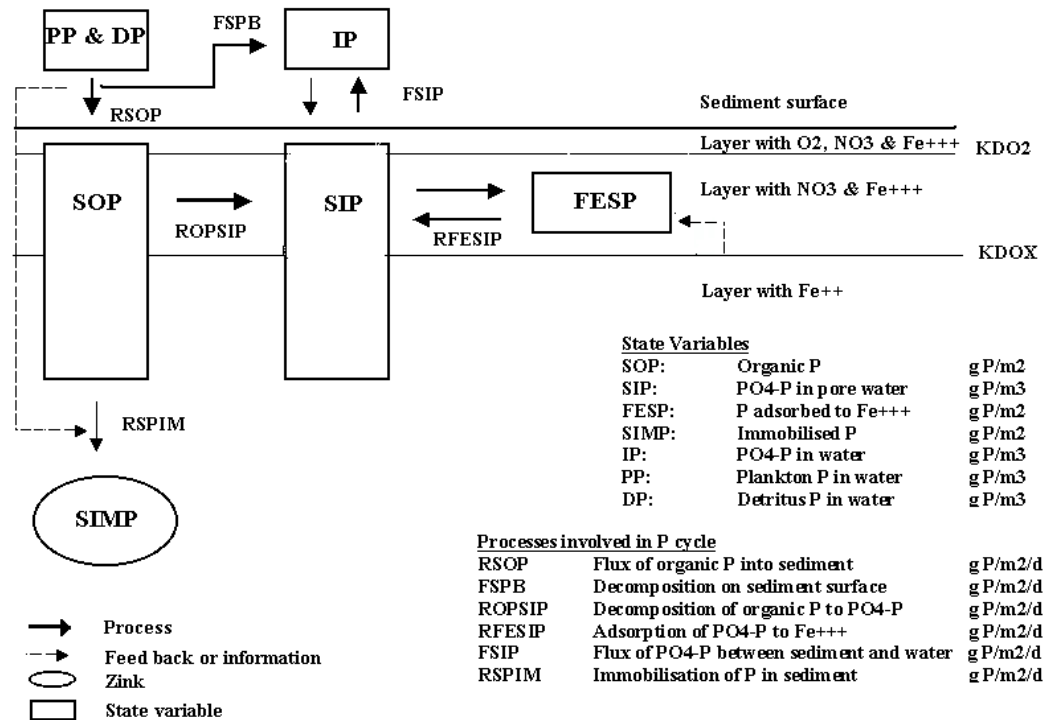 FSPB
PP & DP
IP
FSIP
RSOP
Sediment surface
Layer with O2, NO3 & Fe+++
KDO2
Layer with NO3 & Fe+++
SOP
SIP
FESP
ROPSIP
RFESIP
KDOX
Layer with Fe++
State Variables
SOP: Organic P g P/m2
SIP: PO4-P in pore water g P/m3
FESP: P adsorbed to Fe+++ g P/m2
SIMP: Immobilised P g P/m2
IP: PO4-P in water g P/m3
PP: Plankton P in water g P/m3
DP: Detritus P in water g P/m3
RSPIM
SIMP
Processes involved in P cycle
RSOP Flux of organic P into sediment g P/m2/d
FSPB Decomposition on sediment surface g P/m2/d
ROPSIP Decomposition of organic P to PO4-P g P/m2/d
RFESIP Adsorption of PO4-P to Fe+++ g P/m2/d
FSIP Flux of PO4-P between sediment and water g P/m2/d
RSPIM Immobilisation of P in sediment g P/m2/d
Process
Feed back or information
Zink
State variable